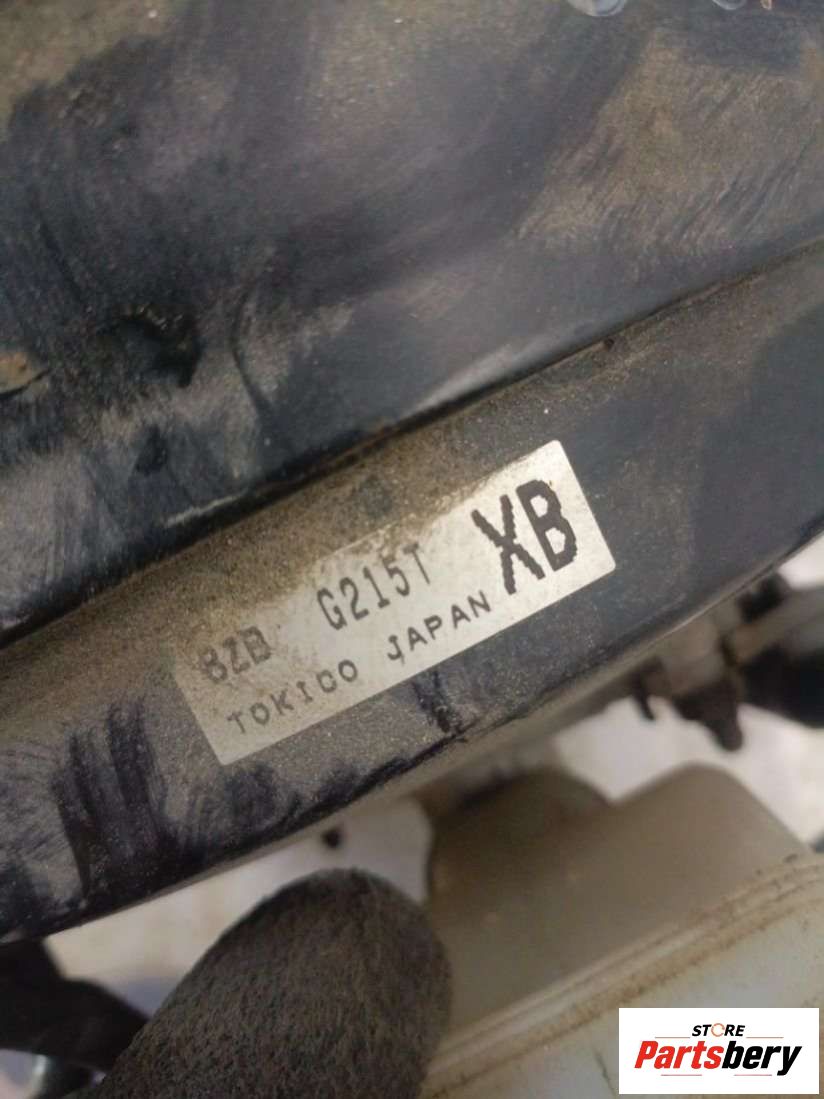 8ZB G215T XB
TOKICO JAPAN
STORE
Partsbery